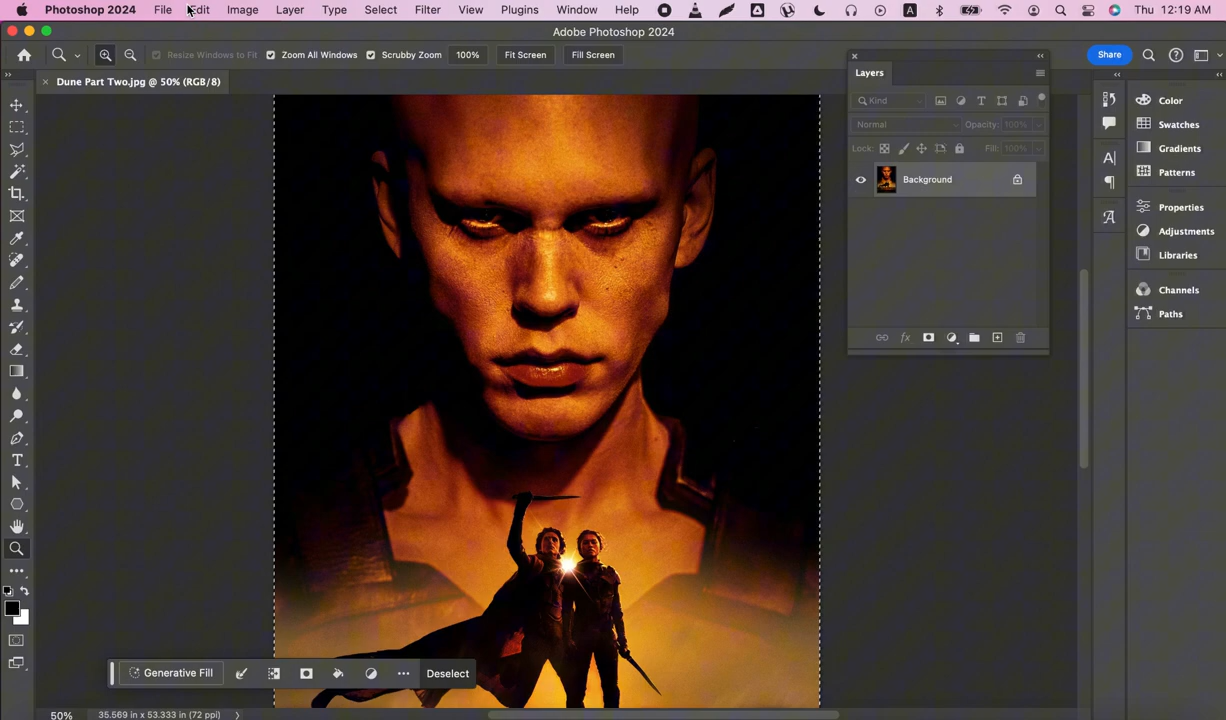 Photoshop 2024 File Edit Image Layer Type Select Filter View Plugins Window Help A Thu 12:19 AM
Adobe Photoshop 2024
Resize Windows to Fit Zoom All Windows Scrubby Zoom 100% Fit Screen Fill Screen Share
× Dune Part Two.jpg @ 50% (RGB/8)
Layers
Kind
Normal Opacity: 100%
Lock: Fill: 100%
Background
fx
Color
Swatches
Gradients
Patterns
Properties
Adjustments
Libraries
Channels
Paths
Generative Fill Deselect
50% 35.569 in x 53.333 in (72 ppi)